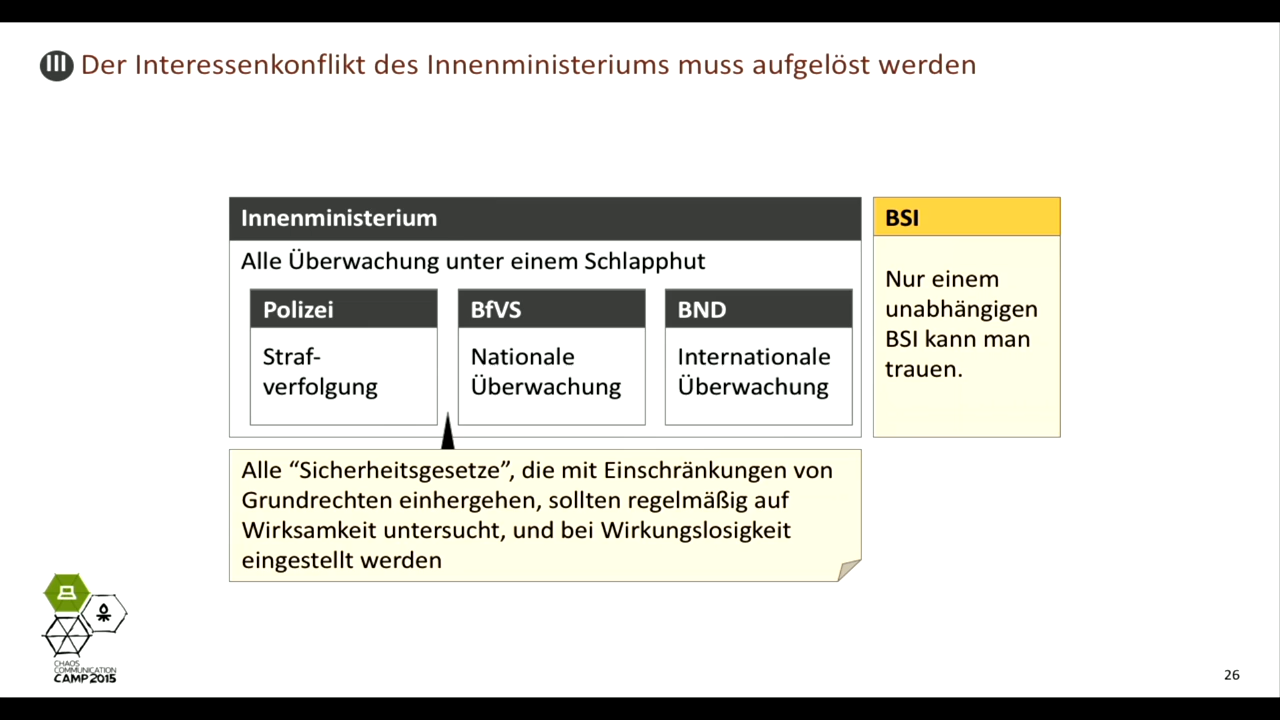 III Der Interessenkonflikt des Innenministeriums muss aufgelöst werden
Innenministerium
Alle Überwachung unter einem Schlapphut
Polizei
Straf-
verfolgung
BfVS
Nationale
Überwachung
BND
Internationale
Überwachung
BSI
Nur einem
unabhängigen
BSI kann man
trauen.
Alle “Sicherheitsgesetze”, die mit Einschränkungen von
Grundrechten einhergehen, sollten regelmäßig auf
Wirksamkeit untersucht, und bei Wirkungslosigkeit
eingestellt werden
CHAOS
COMMUNICATION
CAMP 2015
26